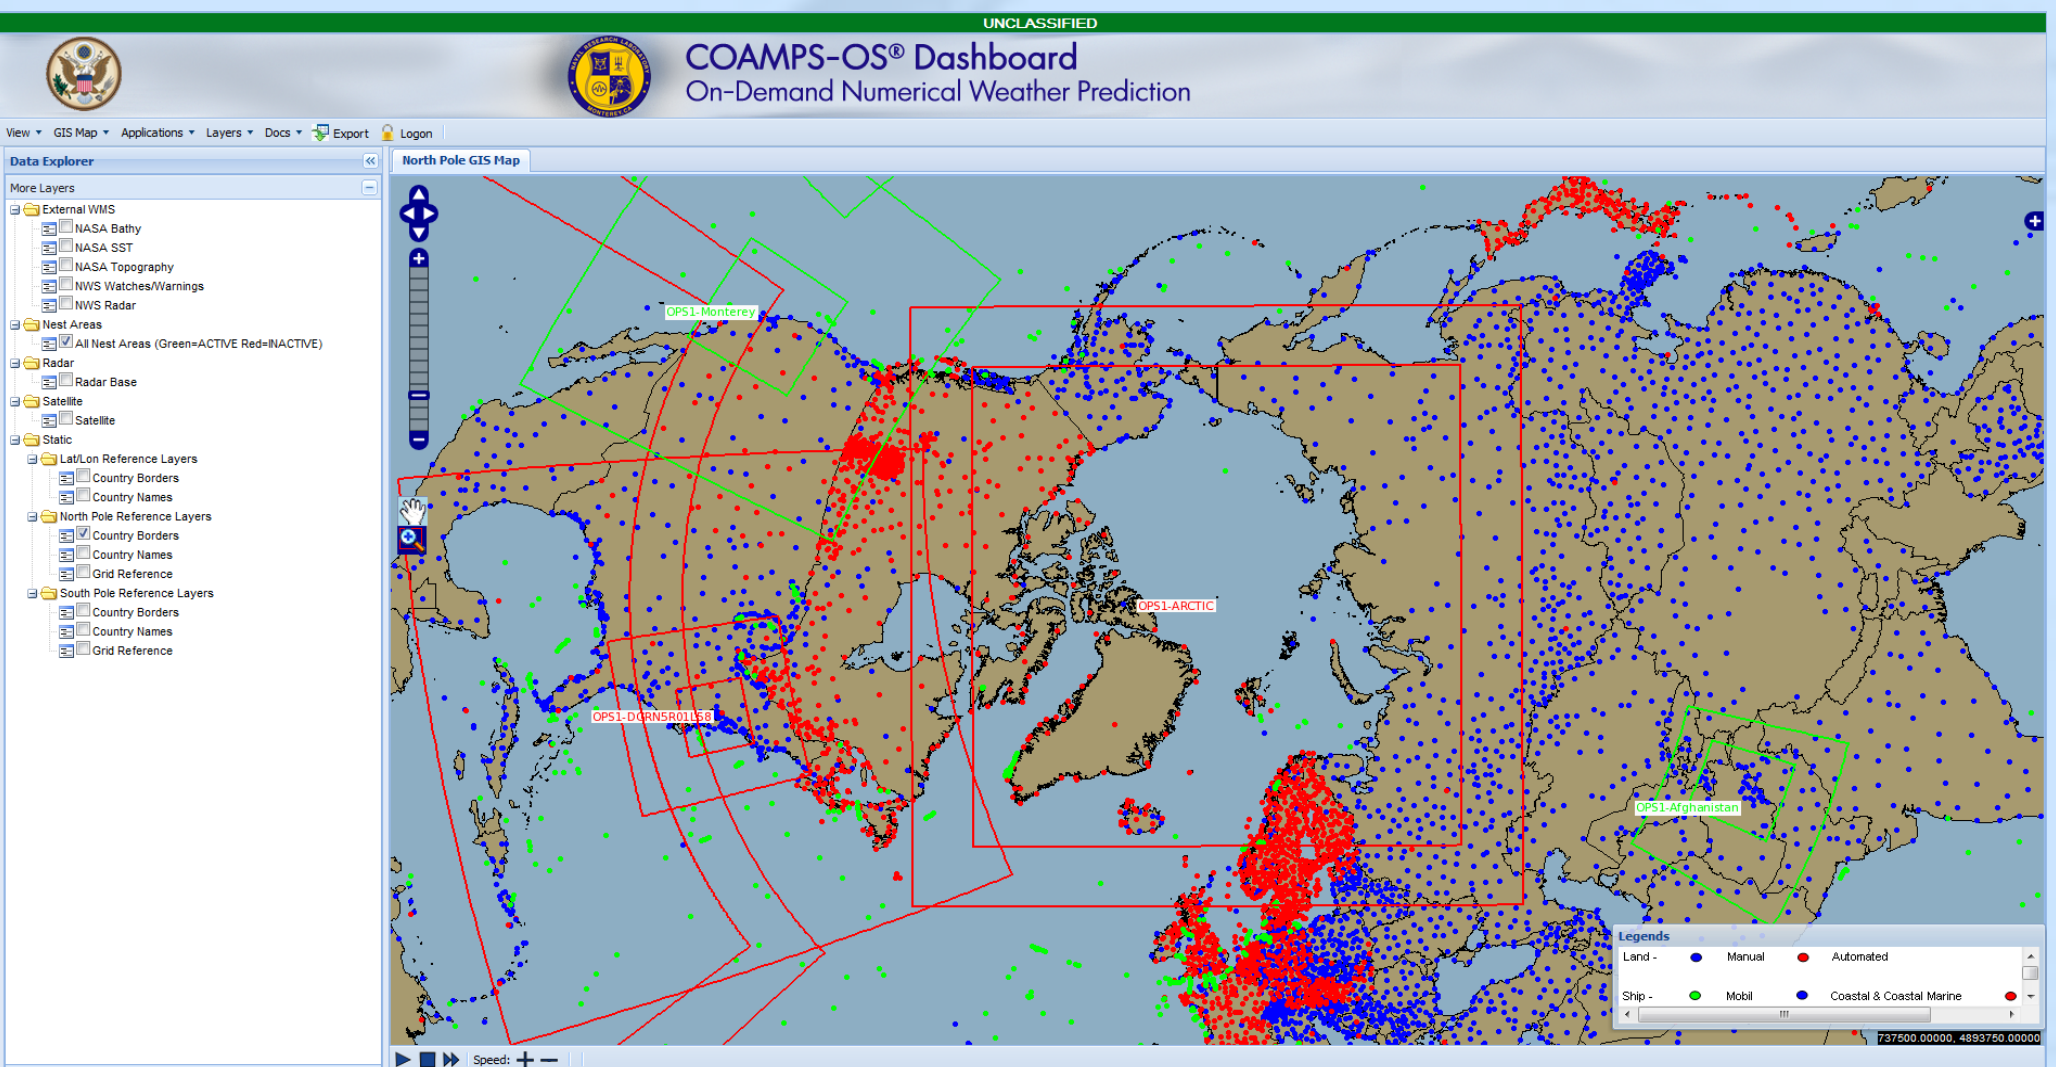 UNCLASSIFIED
COAMPS-OS® Dashboard
On-Demand Numerical Weather Prediction
View GIS Map Applications Layers Docs Export Logon
Data Explorer
North Pole GIS Map
More Layers
External WMS
NASA Bathy
NASA SST
NASA Topography
NWS Watches/Warnings
NWS Radar
Nest Areas
All Nest Areas (Green=ACTIVE Red=INACTIVE)
Radar
Radar Base
Satellite
Satellite
Static
Lat/Lon Reference Layers
Country Borders
Country Names
North Pole Reference Layers
Country Borders
Country Names
Grid Reference
South Pole Reference Layers
Country Borders
Country Names
Grid Reference
OPS1-Monterey
OPS1-ARCTIC
OPS1-DGRN5R01L58
OPS1-Afghanistan
Legends
Land - Manual Automated
Ship - Mobil Coastal & Coastal Marine
737500.00000, 4893750.00000
Speed: